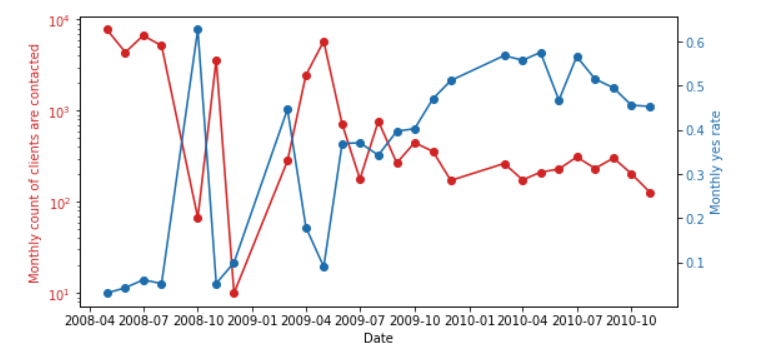 10⁴
10³
10²
10¹
Monthly count of clients are contacted
0.6
0.5
0.4
0.3
0.2
0.1
Monthly yes rate
2008-04 2008-07 2008-10 2009-01 2009-04 2009-07 2009-10 2010-01 2010-04 2010-07 2010-10
Date